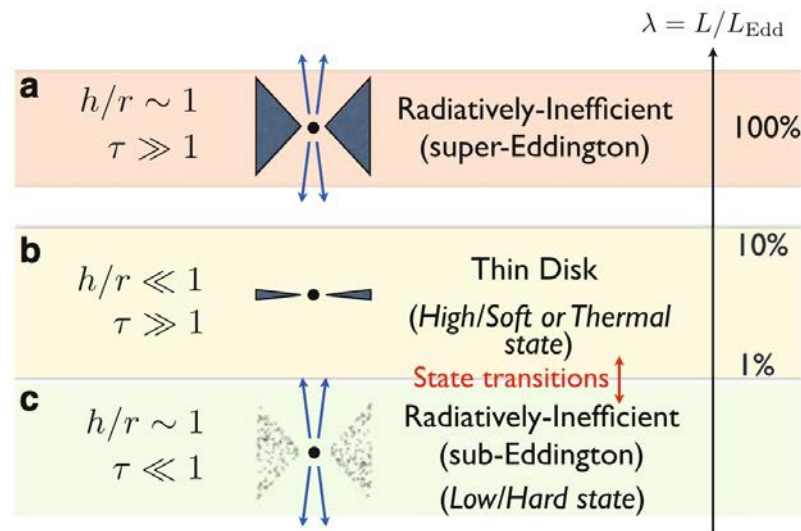 λ = L/L_Edd
a
h/r ∼ 1
τ ≫ 1
Radiatively-Inefficient
(super-Eddington)
100%
b
h/r ≪ 1
τ ≫ 1
Thin Disk
(High/Soft or Thermal
state)
10%
1%
State transitions
c
h/r ∼ 1
τ ≪ 1
Radiatively-Inefficient
(sub-Eddington)
(Low/Hard state)